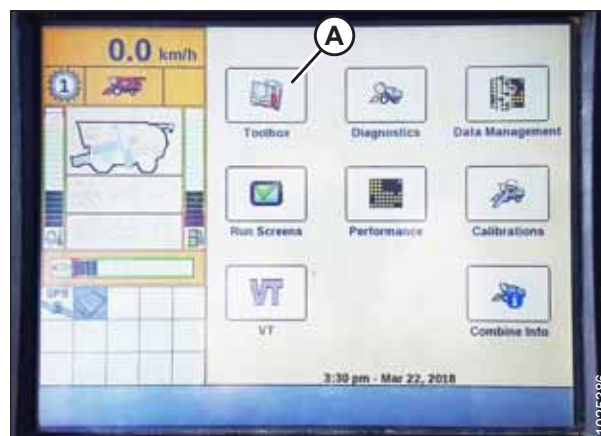 A
0.0 km/h
1
Toolbox
Diagnostics
Data Management
Run Screens
Performance
Calibrations
GPS
VT
VT
Combine Info
3:30 pm - Mar 22, 2018
1025286